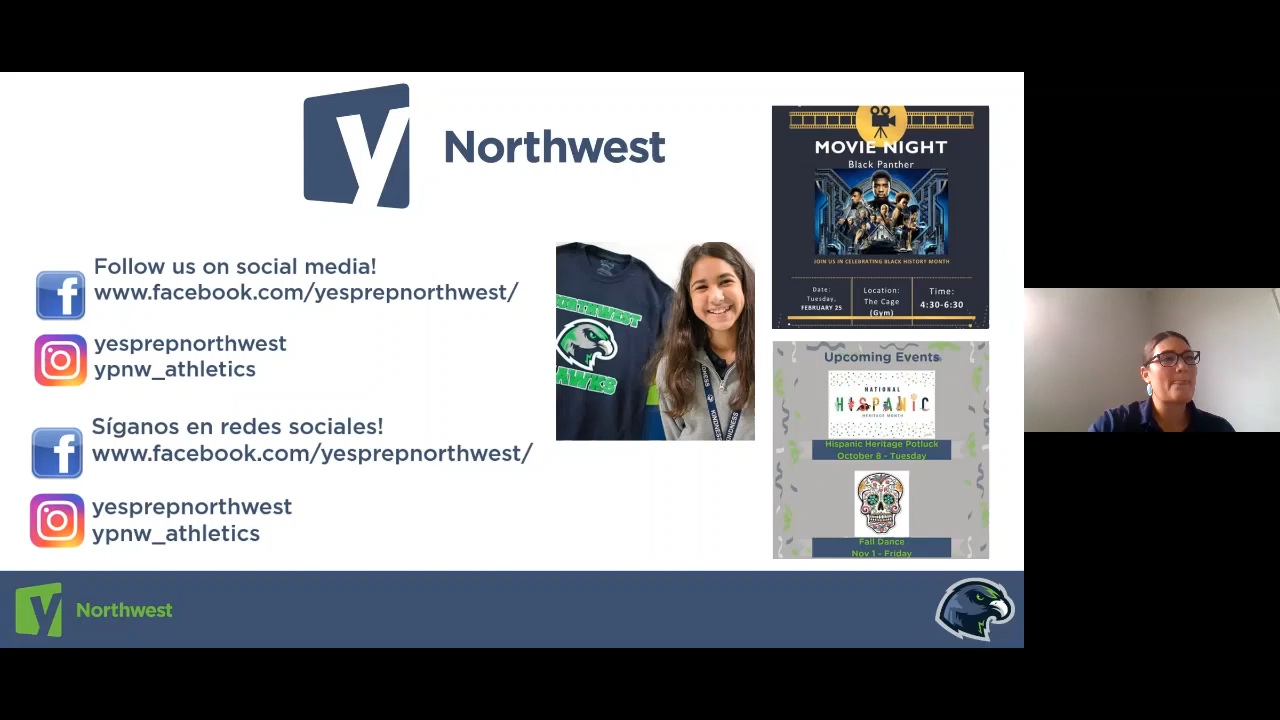 Northwest
Follow us on social media!
www.facebook.com/yesprepnorthwest/
yesprepnorthwest
ypnw_athletics
Síganos en redes sociales!
www.facebook.com/yesprepnorthwest/
yesprepnorthwest
ypnw_athletics
NORTHWEST
HAWKS
KINDNESS
KINDNESS
MOVIE NIGHT
Black Panther
JOIN US IN CELEBRATING BLACK HISTORY MONTH
Date:
Tuesday,
FEBRUARY 25
Location:
The Cage
(Gym)
Time:
4:30-6:30
Upcoming Events
NATIONAL
HISPANIC
HERITAGE MONTH
Hispanic Heritage Potluck
October 8 - Tuesday
Fall Dance
Nov 1 - Friday
Northwest